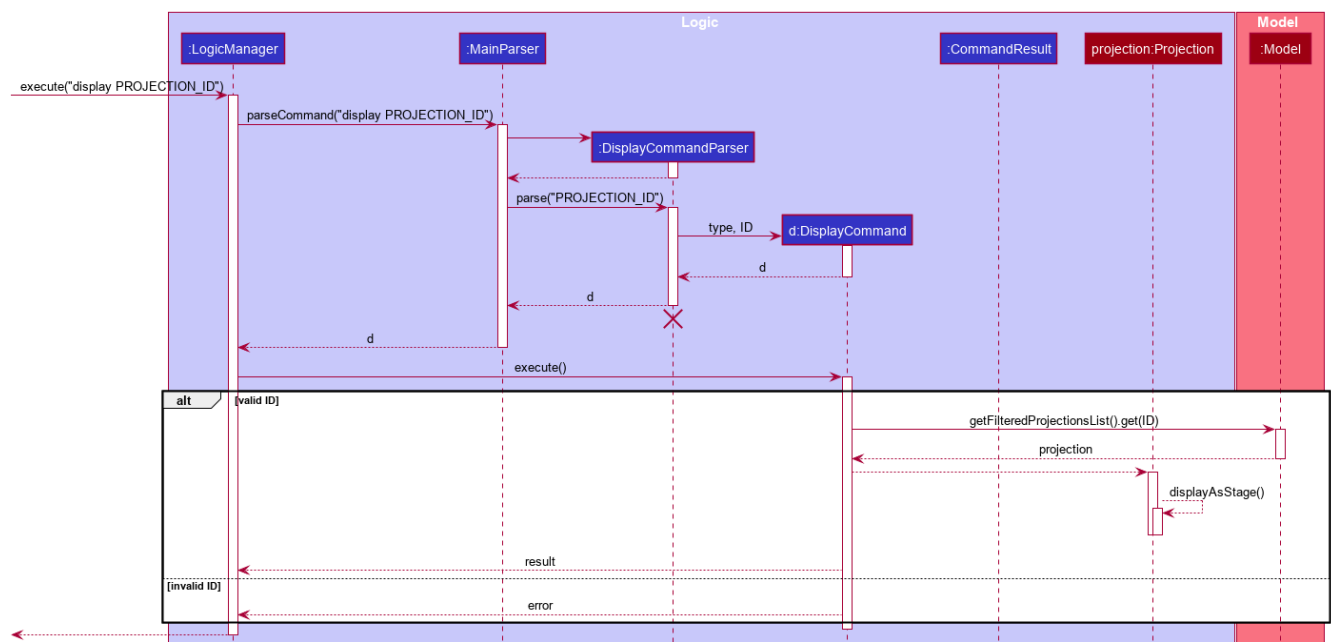 Logic
Model
:LogicManager
:MainParser
:CommandResult
projection:Projection
:Model
execute("display PROJECTION_ID")
parseCommand("display PROJECTION_ID")
:DisplayCommandParser
parse("PROJECTION_ID")
type, ID
d:DisplayCommand
d
d
d
execute()
alt
[valid ID]
getFilteredProjectionsList().get(ID)
projection
displayAsStage()
result
[invalid ID]
error